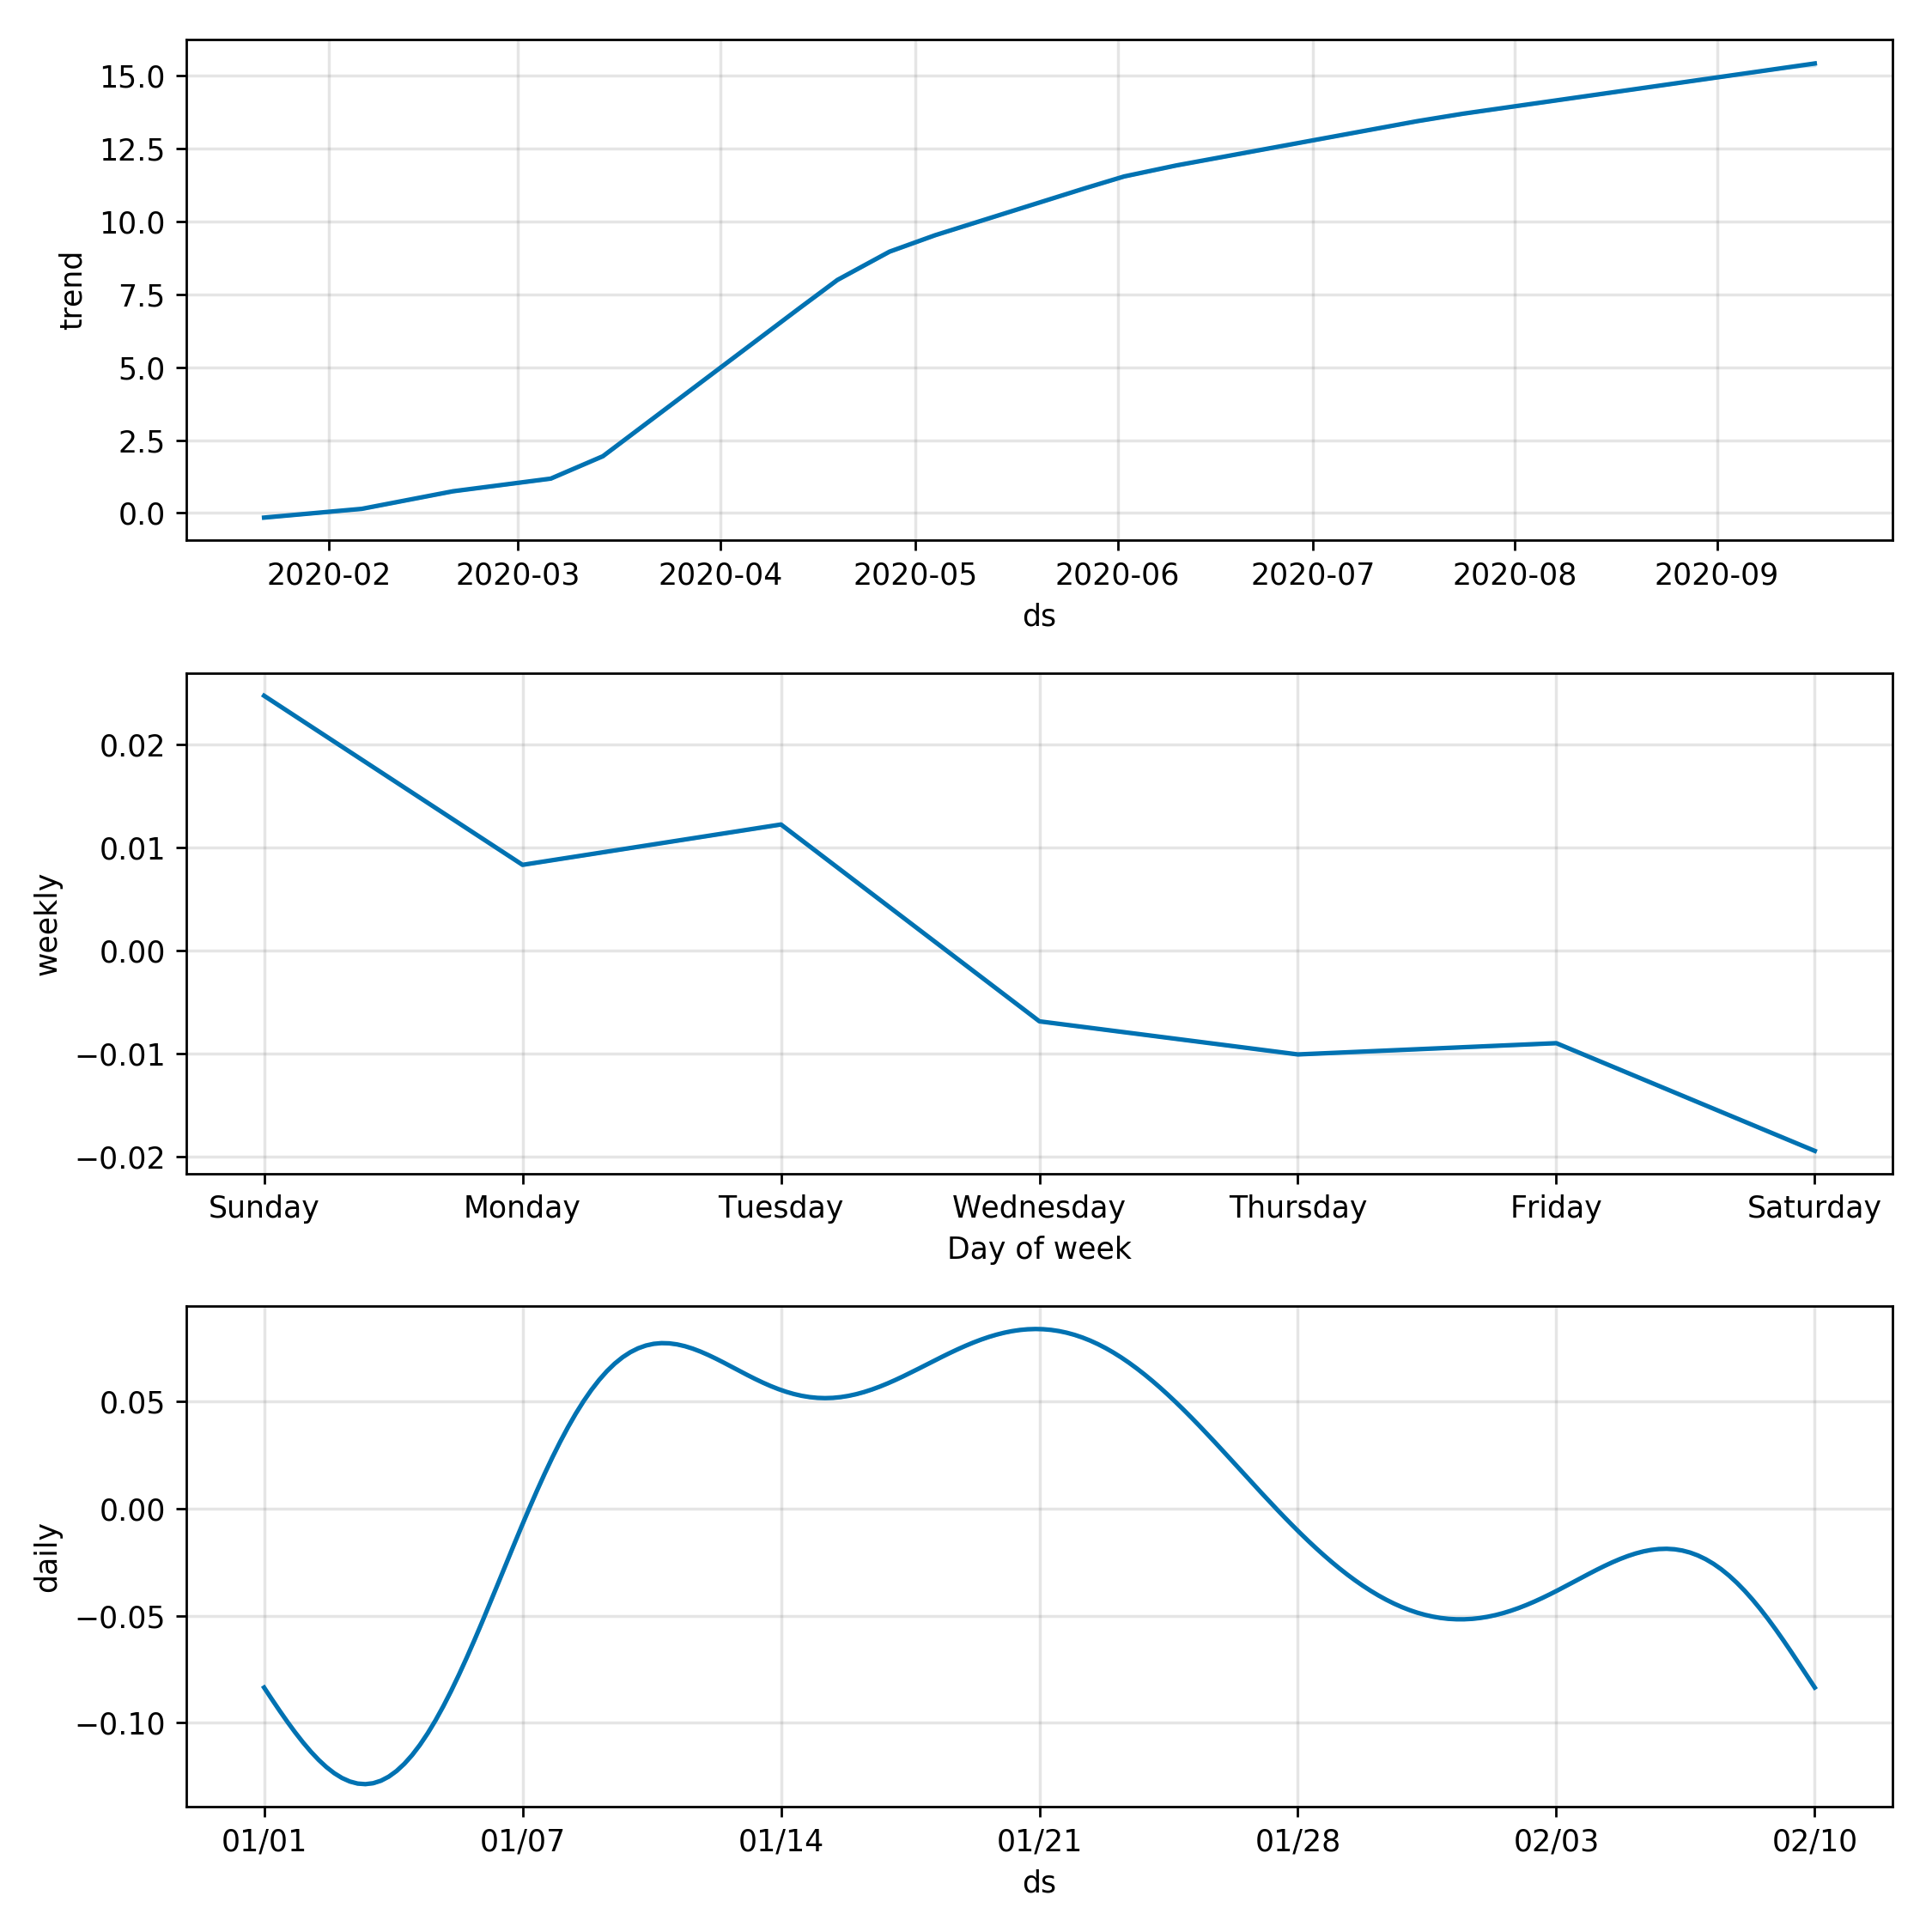 15.0
12.5
10.0
7.5
5.0
2.5
0.0
trend
2020-02 2020-03 2020-04 2020-05 2020-06 2020-07 2020-08 2020-09
ds
0.02
0.01
0.00
−0.01
−0.02
weekly
Sunday Monday Tuesday Wednesday Thursday Friday Saturday
Day of week
0.05
0.00
−0.05
−0.10
daily
01/01 01/07 01/14 01/21 01/28 02/03 02/10
ds